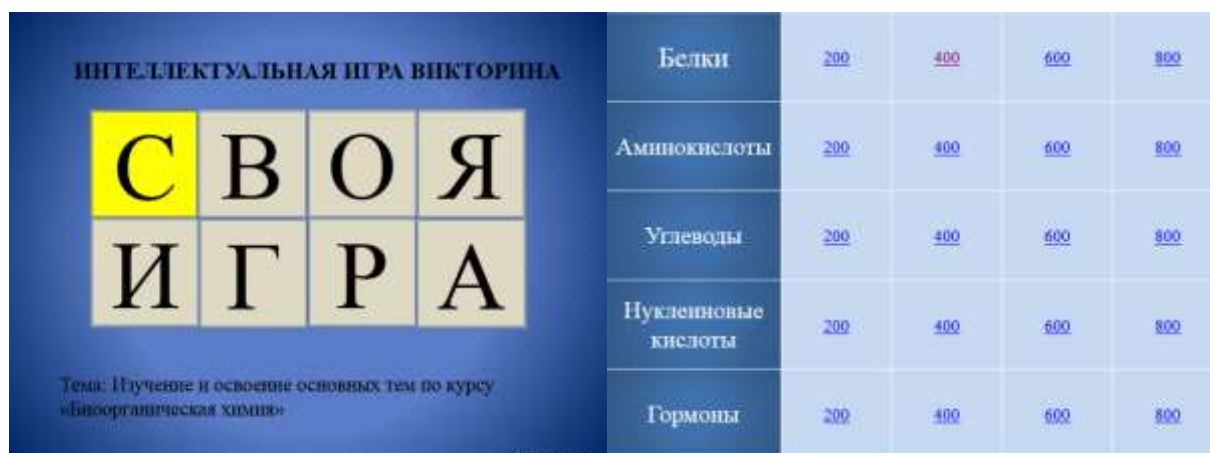 ИНТЕЛЛЕКТУАЛЬНАЯ ИГРА ВИКТОРИНА
СВОЯ
ИГРА
Тема: Изучение и освоение основных тем по курсу
«Биоорганическая химия»
Белки 200 400 600 800
Аминокислоты 200 400 600 800
Углеводы 200 400 600 800
Нуклеиновые
кислоты 200 400 600 800
Гормоны 200 400 600 800